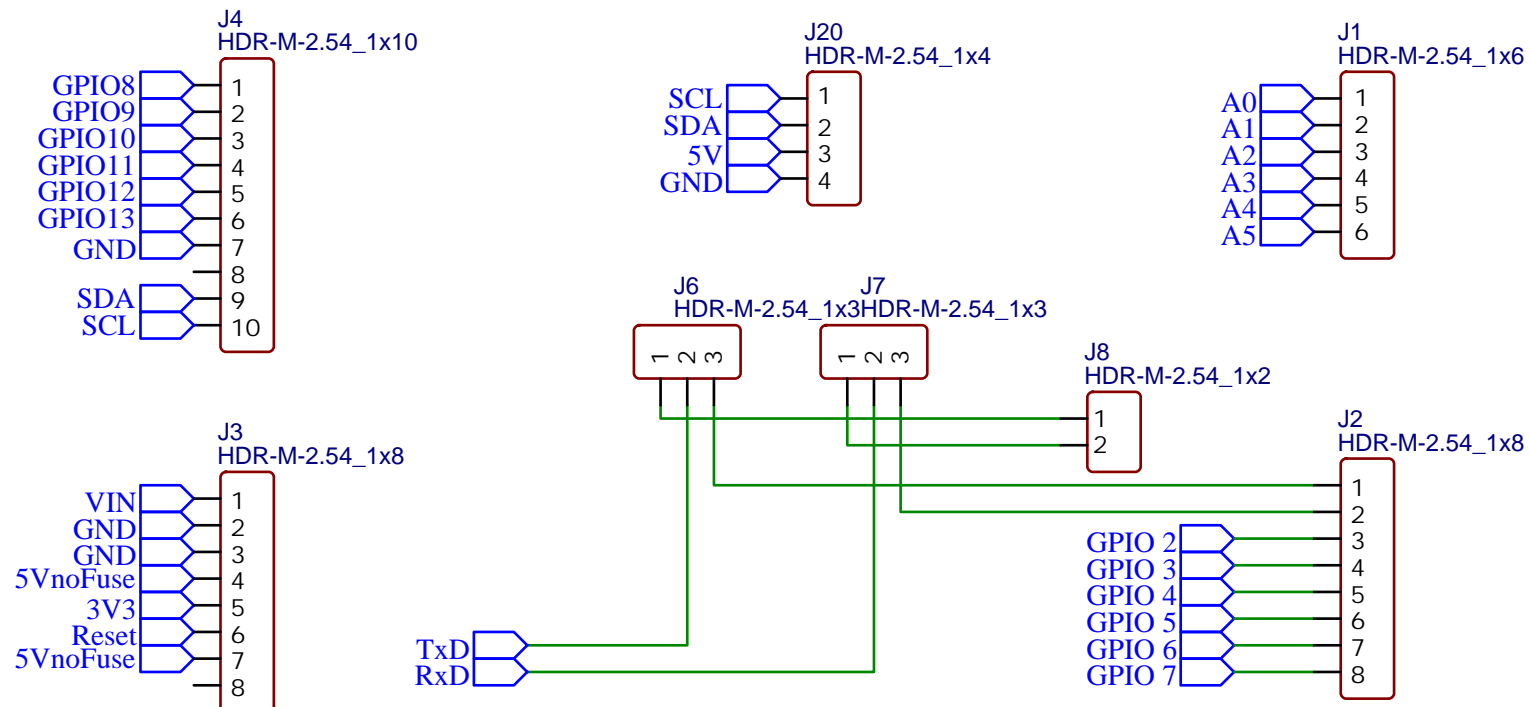 J4
HDR-M-2.54_1x10
GPIO8 1
GPIO9 2
GPIO10 3
GPIO11 4
GPIO12 5
GPIO13 6
GND 7
8
SDA 9
SCL 10
J20
HDR-M-2.54_1x4
SCL 1
SDA 2
5V 3
GND 4
J1
HDR-M-2.54_1x6
A0 1
A1 2
A2 3
A3 4
A4 5
A5 6
J6
HDR-M-2.54_1x3
1 2 3
J7
HDR-M-2.54_1x3
1 2 3
J8
HDR-M-2.54_1x2
1
2
J3
HDR-M-2.54_1x8
VIN 1
GND 2
GND 3
5VnoFuse 4
3V3 5
Reset 6
5VnoFuse 7
8
TxD
RxD
J2
HDR-M-2.54_1x8
1
2
GPIO 2 3
GPIO 3 4
GPIO 4 5
GPIO 5 6
GPIO 6 7
GPIO 7 8